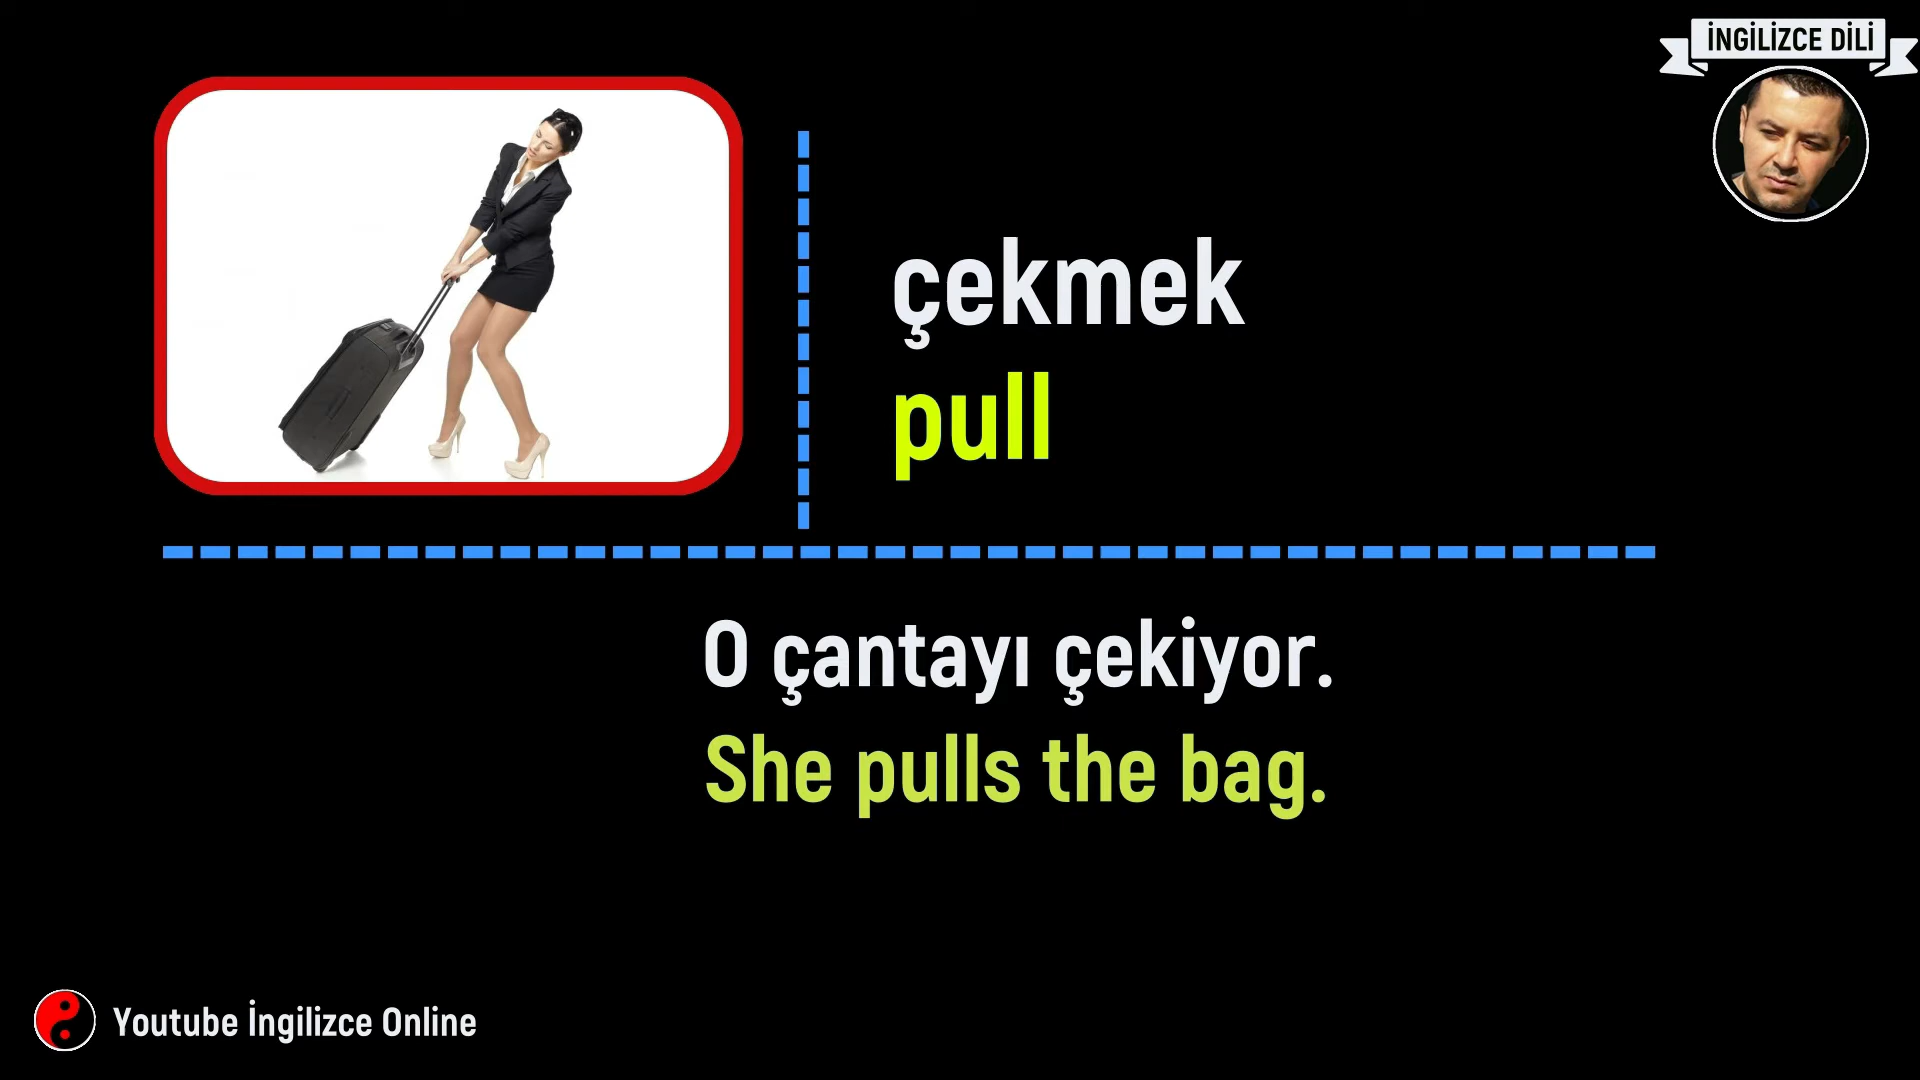 İNGİLİZCE DİLİ
çekmek
pull
O çantayı çekiyor.
She pulls the bag.
Youtube İngilizce Online